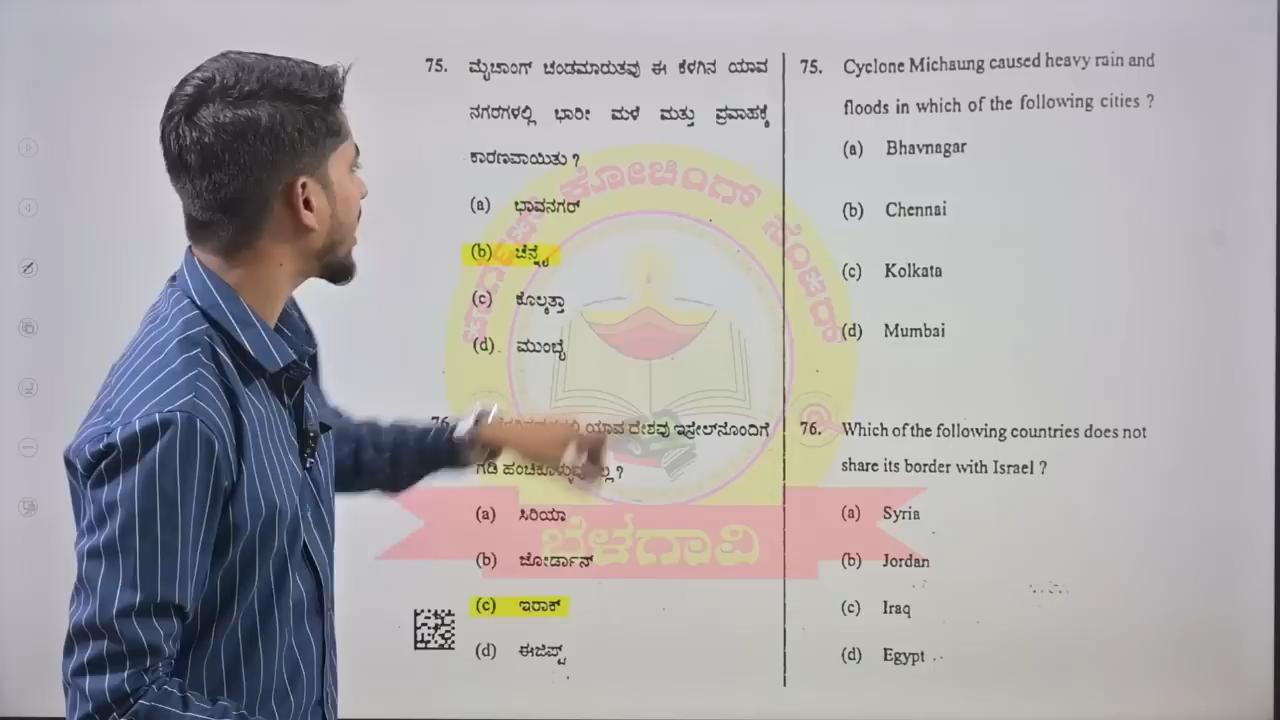 75. ಮೈಚಾಂಗ್ ಚಂಡಮಾರುತವು ಈ ಕೆಳಗಿನ ಯಾವ
ನಗರಗಳಲ್ಲಿ ಭಾರೀ ಮಳೆ ಮತ್ತು ಪ್ರವಾಹಕ್ಕೆ
ಕಾರಣವಾಯಿತು ?
(a) ಭಾವನಗರ್
(b) ಚೆನ್ನೈ
(c) ಕೊಲ್ಕತ್ತಾ
(d) ಮುಂಬೈ
76. ಯಾವ ದೇಶವು ಇಸ್ರೇಲ್‌ನೊಂದಿಗೆ
ಗಡಿ ?
(a) ಸಿರಿಯಾ
(b) ಜೋರ್ಡಾನ್
(c) ಇರಾಕ್
(d) ಈಜಿಪ್ಟ್
75. Cyclone Michaung caused heavy rain and
floods in which of the following cities ?
(a) Bhavnagar
(b) Chennai
(c) Kolkata
(d) Mumbai
76. Which of the following countries does not
share its border with Israel ?
(a) Syria
(b) Jordan
(c) Iraq
(d) Egypt
ಕೋಚಿಂಗ್ ಸೆಂಟರ್
ಬೆಳಗಾವಿ